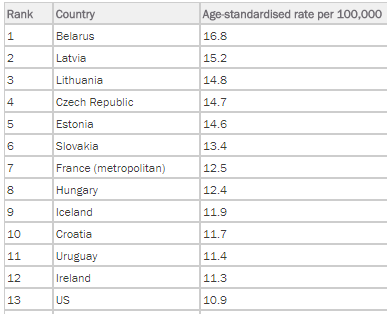 Rank Country Age-standardised rate per 100,000
1 Belarus 16.8
2 Latvia 15.2
3 Lithuania 14.8
4 Czech Republic 14.7
5 Estonia 14.6
6 Slovakia 13.4
7 France (metropolitan) 12.5
8 Hungary 12.4
9 Iceland 11.9
10 Croatia 11.7
11 Uruguay 11.4
12 Ireland 11.3
13 US 10.9